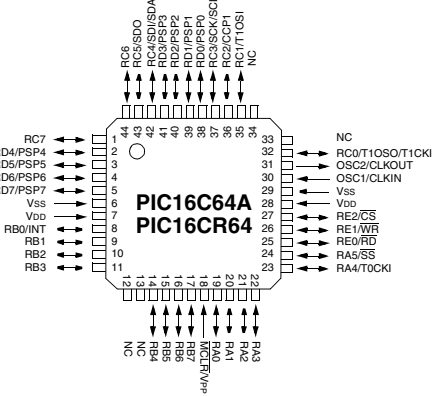 RC6
RC5/SDO
RC4/SDI/SDA
RD3/PSP3
RD2/PSP2
RD1/PSP1
RD0/PSP0
RC3/SCK/SCL
RC2/CCP1
RC1/T1OSI
NC
44 43 42 41 40 39 38 37 36 35 34
RC7 1
D4/PSP4 2
D5/PSP5 3
D6/PSP6 4
D7/PSP7 5
VSS 6
VDD 7
RB0/INT 8
RB1 9
RB2 10
RB3 11
PIC16C64A
PIC16CR64
33 NC
32 RC0/T1OSO/T1CKI
31 OSC2/CLKOUT
30 OSC1/CLKIN
29 VSS
28 VDD
27 RE2/CS
26 RE1/WR
25 RE0/RD
24 RA5/SS
23 RA4/T0CKI
12 13 14 15 16 17 18 19 20 21 22
NC
NC
RB4
RB5
RB6
RB7
MCLR/VPP
RA0
RA1
RA2
RA3